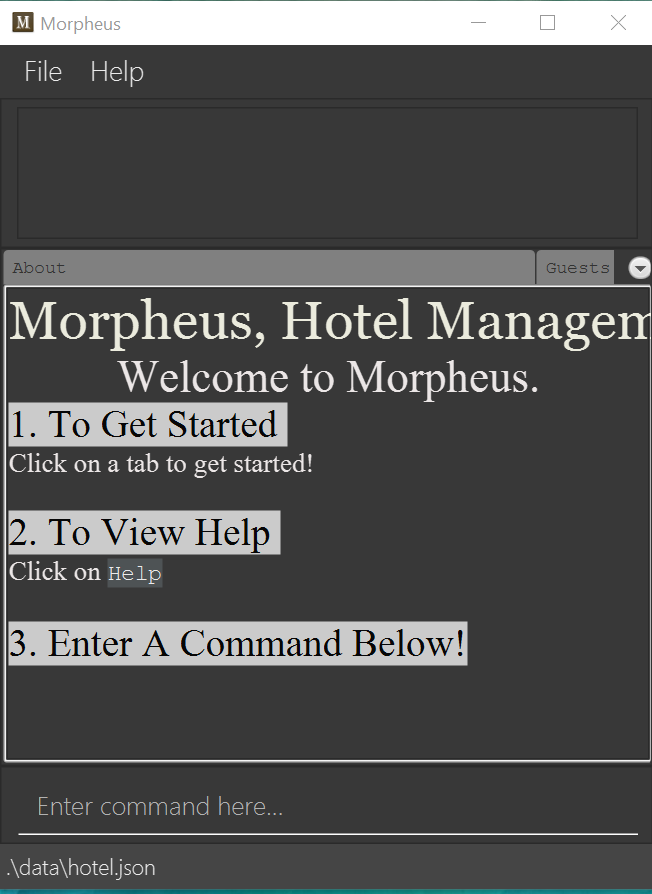 M Morpheus
File Help
About Guests
Morpheus, Hotel Managem
Welcome to Morpheus.
1. To Get Started
Click on a tab to get started!
2. To View Help
Click on Help
3. Enter A Command Below!
Enter command here...
.\data\hotel.json